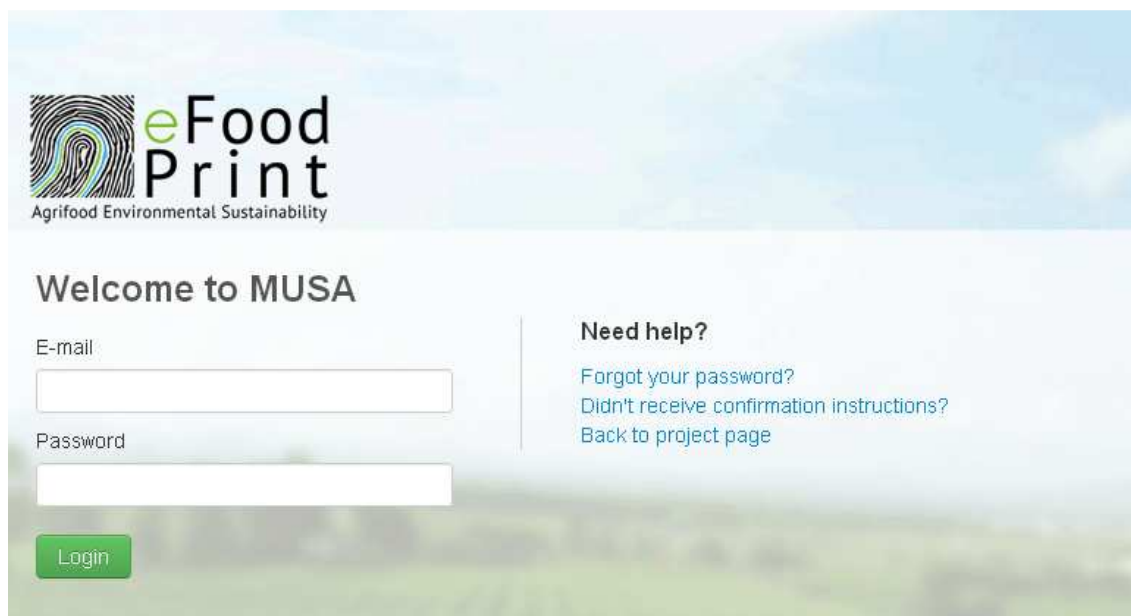 eFood
Print
Agrifood Environmental Sustainability
Welcome to MUSA
E-mail
Password
Login
Need help?
Forgot your password?
Didn't receive confirmation instructions?
Back to project page